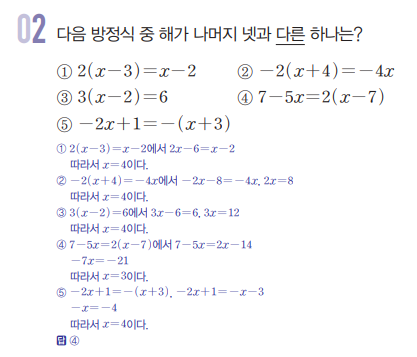 02 다음 방정식 중 해가 나머지 넷과 다른 하나는?
① 2(x-3)=x-2 ② -2(x+4)=-4x
③ 3(x-2)=6 ④ 7-5x=2(x-7)
⑤ -2x+1=-(x+3)
① 2(x-3)=x-2에서 2x-6=x-2
따라서 x=4이다.
② -2(x+4)=-4x에서 -2x-8=-4x, 2x=8
따라서 x=4이다.
③ 3(x-2)=6에서 3x-6=6, 3x=12
따라서 x=4이다.
④ 7-5x=2(x-7)에서 7-5x=2x-14
-7x=-21
따라서 x=3이다.
⑤ -2x+1=-(x+3), -2x+1=-x-3
-x=-4
따라서 x=4이다.
답 ④